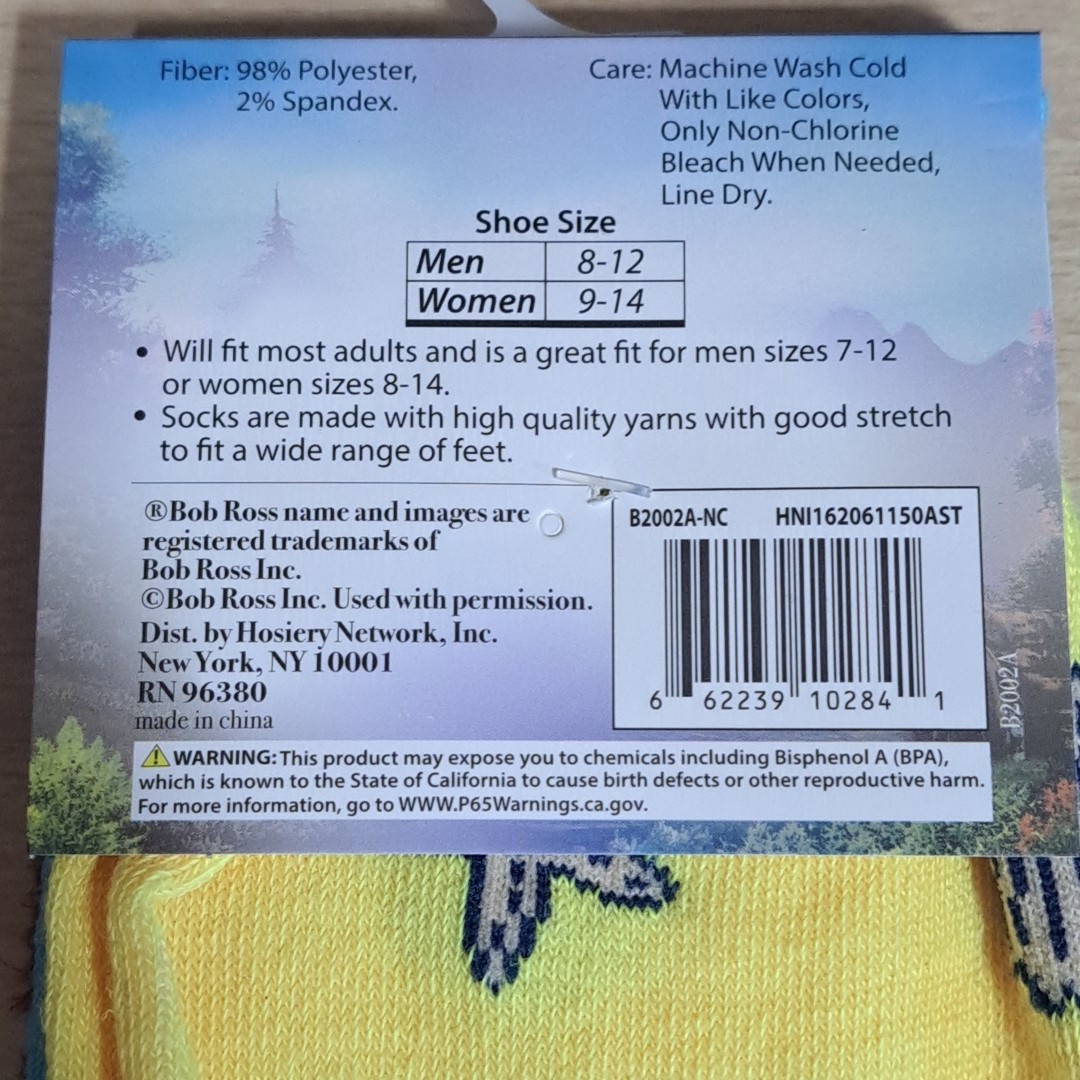 Fiber: 98% Polyester,
2% Spandex.
Care: Machine Wash Cold
With Like Colors,
Only Non-Chlorine
Bleach When Needed,
Line Dry.
Shoe Size
Men 8-12
Women 9-14
• Will fit most adults and is a great fit for men sizes 7-12
or women sizes 8-14.
• Socks are made with high quality yarns with good stretch
to fit a wide range of feet.
®Bob Ross name and images are
registered trademarks of
Bob Ross Inc.
©Bob Ross Inc. Used with permission.
Dist. by Hosiery Network, Inc.
New York, NY 10001
RN 96380
made in china
B2002A-NC HNI162061150AST
6 62239 10284 1
B2002A
⚠WARNING: This product may expose you to chemicals including Bisphenol A (BPA),
which is known to the State of California to cause birth defects or other reproductive harm.
For more information, go to WWW.P65Warnings.ca.gov.